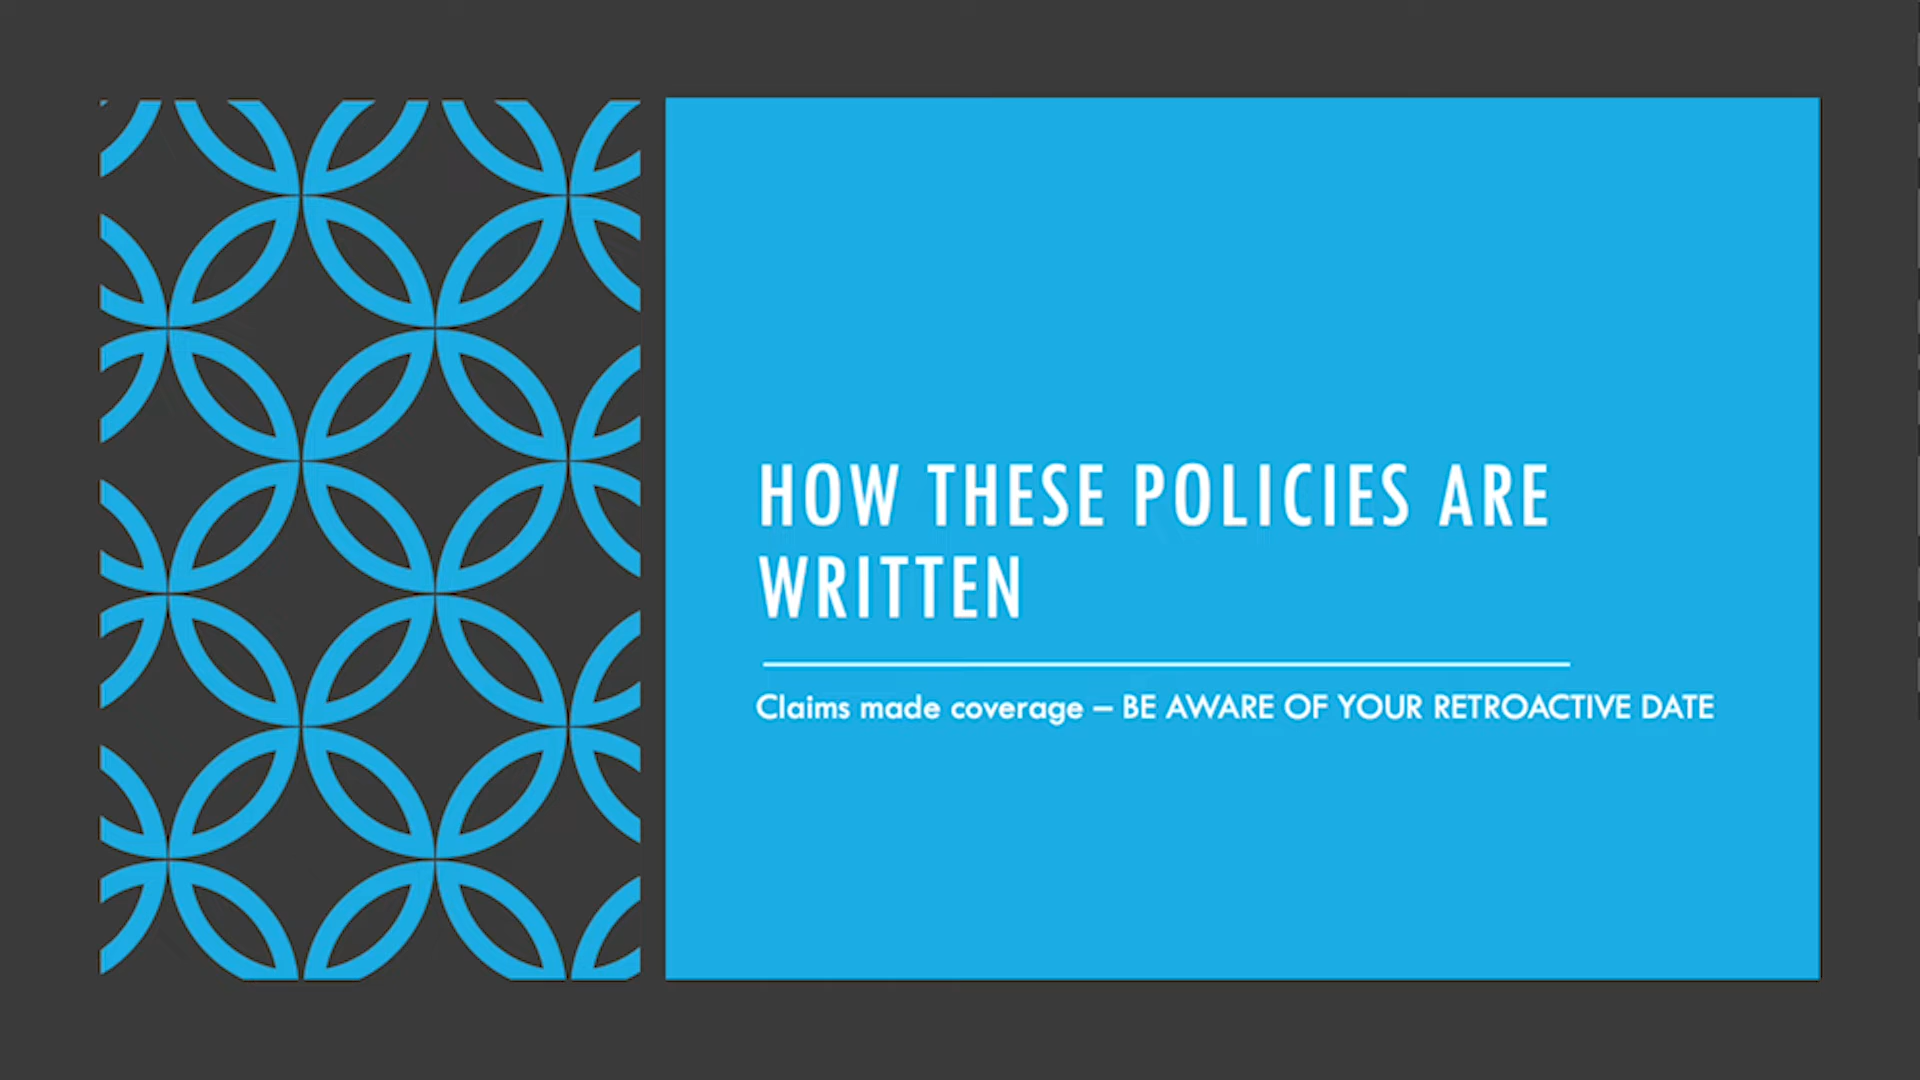 HOW THESE POLICIES ARE
WRITTEN
Claims made coverage – BE AWARE OF YOUR RETROACTIVE DATE